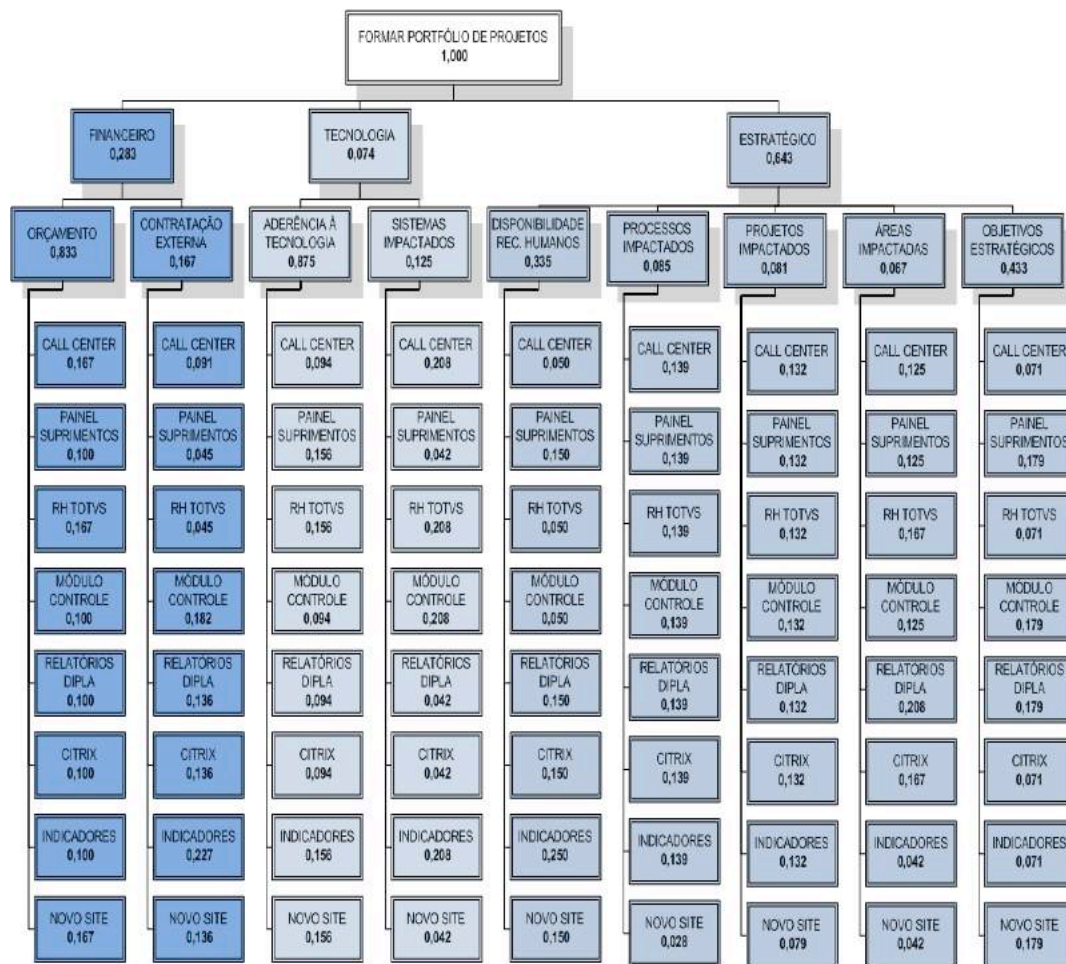 FORMAR PORTFÓLIO DE PROJETOS
1,000
FINANCEIRO
0,283
TECNOLOGIA
0,074
ESTRATÉGICO
0,643
ORÇAMENTO
0,833
CONTRATAÇÃO
EXTERNA
0,167
ADERÊNCIA À
TECNOLOGIA
0,875
SISTEMAS
IMPACTADOS
0,125
DISPONIBILIDADE
REC. HUMANOS
0,335
PROCESSOS
IMPACTADOS
0,085
PROJETOS
IMPACTADOS
0,081
ÁREAS
IMPACTADAS
0,067
OBJETIVOS
ESTRATÉGICOS
0,433
CALL CENTER
0,167
CALL CENTER
0,091
CALL CENTER
0,094
CALL CENTER
0,208
CALL CENTER
0,050
CALL CENTER
0,139
CALL CENTER
0,132
CALL CENTER
0,125
CALL CENTER
0,071
PAINEL
SUPRIMENTOS
0,100
PAINEL
SUPRIMENTOS
0,045
PAINEL
SUPRIMENTOS
0,156
PAINEL
SUPRIMENTOS
0,042
PAINEL
SUPRIMENTOS
0,150
PAINEL
SUPRIMENTOS
0,139
PAINEL
SUPRIMENTOS
0,132
PAINEL
SUPRIMENTOS
0,125
PAINEL
SUPRIMENTOS
0,179
RH TOTVS
0,167
RH TOTVS
0,045
RH TOTVS
0,156
RH TOTVS
0,208
RH TOTVS
0,050
RH TOTVS
0,139
RH TOTVS
0,132
RH TOTVS
0,167
RH TOTVS
0,071
MÓDULO
CONTROLE
0,100
MÓDULO
CONTROLE
0,182
MÓDULO
CONTROLE
0,094
MÓDULO
CONTROLE
0,208
MÓDULO
CONTROLE
0,050
MÓDULO
CONTROLE
0,139
MÓDULO
CONTROLE
0,132
MÓDULO
CONTROLE
0,125
MÓDULO
CONTROLE
0,179
RELATÓRIOS
DIPLA
0,100
RELATÓRIOS
DIPLA
0,136
RELATÓRIOS
DIPLA
0,094
RELATÓRIOS
DIPLA
0,042
RELATÓRIOS
DIPLA
0,150
RELATÓRIOS
DIPLA
0,139
RELATÓRIOS
DIPLA
0,132
RELATÓRIOS
DIPLA
0,208
RELATÓRIOS
DIPLA
0,179
CITRIX
0,100
CITRIX
0,136
CITRIX
0,094
CITRIX
0,042
CITRIX
0,150
CITRIX
0,139
CITRIX
0,132
CITRIX
0,167
CITRIX
0,071
INDICADORES
0,100
INDICADORES
0,227
INDICADORES
0,156
INDICADORES
0,208
INDICADORES
0,250
INDICADORES
0,139
INDICADORES
0,132
INDICADORES
0,042
INDICADORES
0,071
NOVO SITE
0,167
NOVO SITE
0,136
NOVO SITE
0,156
NOVO SITE
0,042
NOVO SITE
0,150
NOVO SITE
0,028
NOVO SITE
0,079
NOVO SITE
0,042
NOVO SITE
0,179